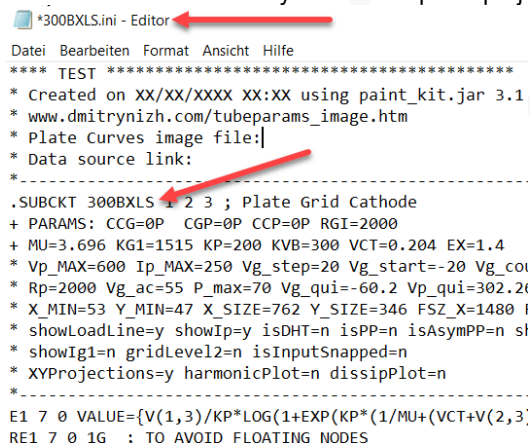 *300BXLS.ini - Editor
Datei Bearbeiten Format Ansicht Hilfe
**** TEST *******************************************
* Created on XX/XX/XXXX XX:XX using paint_kit.jar 3.1
* www.dmitrynizh.com/tubeparams_image.htm
* Plate Curves image file:
* Data source link:
*----------------------------------------------------
.SUBCKT 300BXLS 1 2 3 ; Plate Grid Cathode
+ PARAMS: CCG=0P CGP=0P CCP=0P RGI=2000
+ MU=3.696 KG1=1515 KP=200 KVB=300 VCT=0.204 EX=1.4
* Vp_MAX=600 Ip_MAX=250 Vg_step=20 Vg_start=-20 Vg_cou
* Rp=2000 Vg_ac=55 P_max=70 Vg_qui=-60.2 Vp_qui=302.26
* X_MIN=53 Y_MIN=47 X_SIZE=762 Y_SIZE=346 FSZ_X=1480 F
* showLoadLine=y showIp=y isDHT=n isPP=n isAsymPP=n sh
* showIg1=n gridLevel2=n isInputSnapped=n
* XYProjections=y harmonicPlot=n dissipPlot=n
*----------------------------------------------------
E1 7 0 VALUE={V(1,3)/KP*LOG(1+EXP(KP*(1/MU+(VCT+V(2,3)
RE1 7 0 1G ; TO AVOID FLOATING NODES